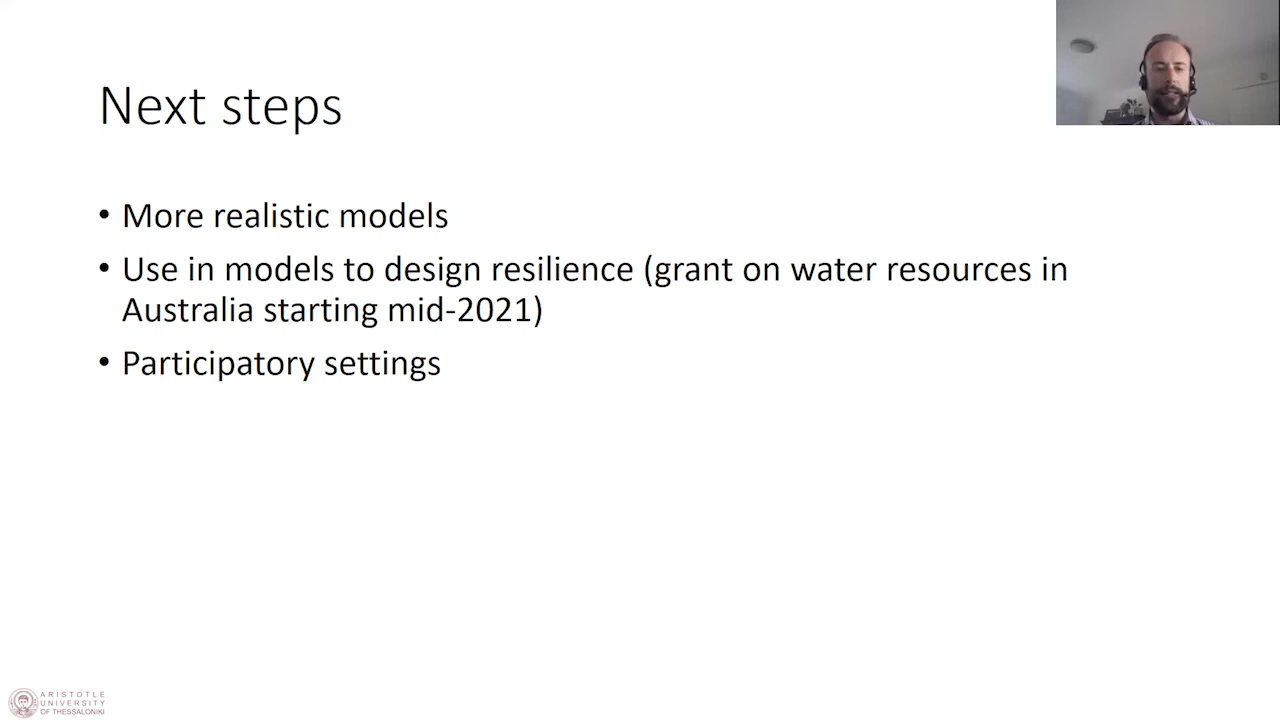 Next steps
• More realistic models
• Use in models to design resilience (grant on water resources in
Australia starting mid-2021)
• Participatory settings
ARISTOTLE
UNIVERSITY
OF THESSALONIKI